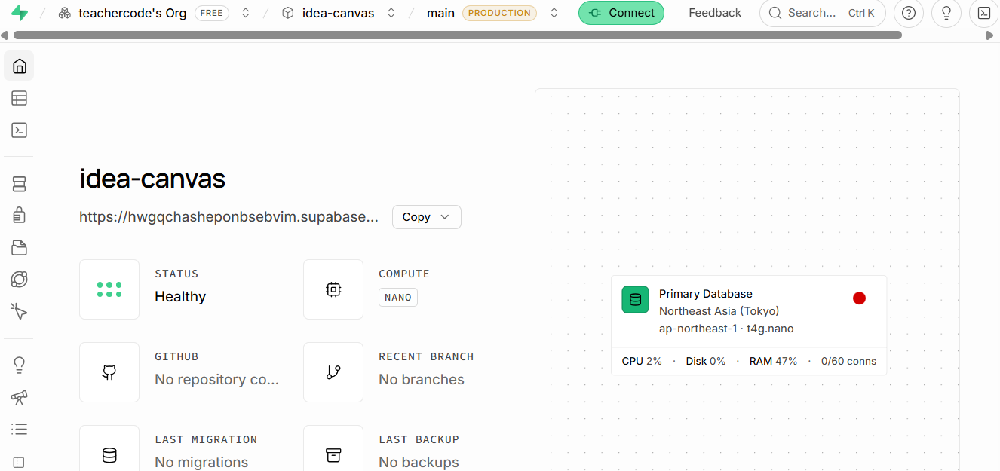 teachercode's Org FREE idea-canvas main PRODUCTION Connect Feedback Search... Ctrl K
idea-canvas
https://hwgqchasheponbsebvim.supabase... Copy
STATUS
Healthy
COMPUTE
NANO
GITHUB
No repository co...
RECENT BRANCH
No branches
LAST MIGRATION
No migrations
LAST BACKUP
No backups
Primary Database
Northeast Asia (Tokyo)
ap-northeast-1 · t4g.nano
CPU 2% · Disk 0% · RAM 47% · 0/60 conns